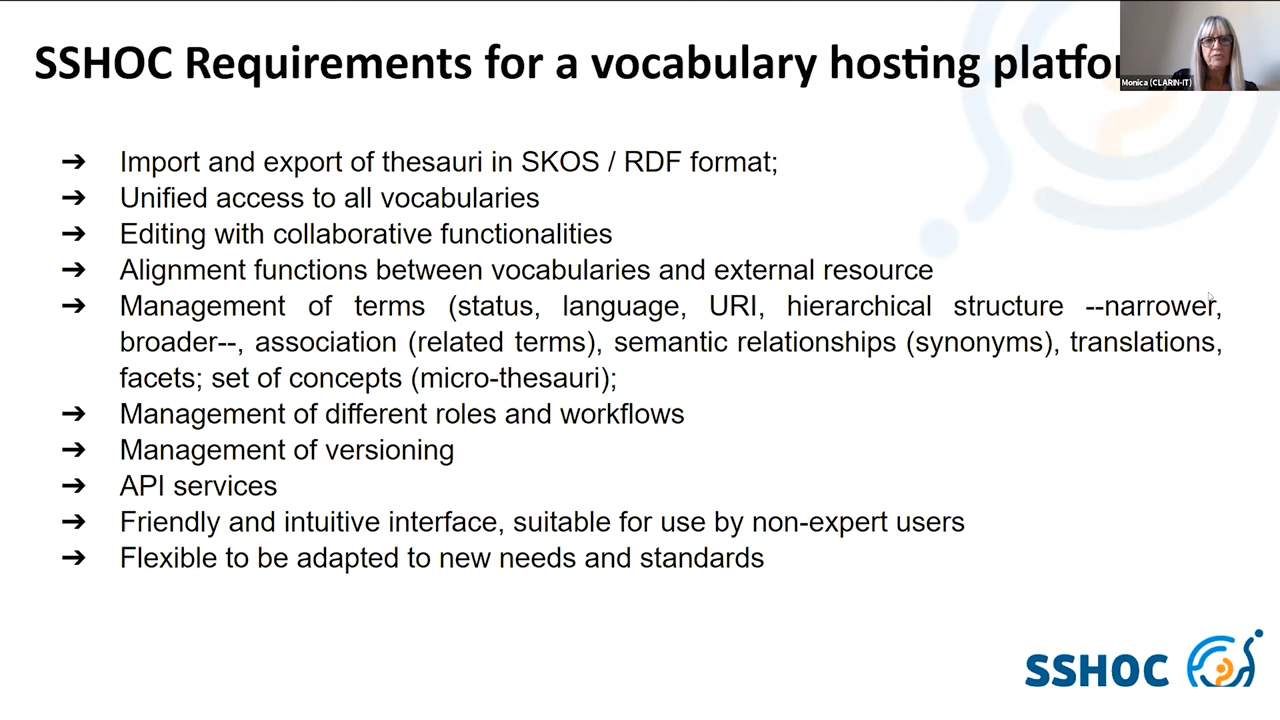 SSHOC Requirements for a vocabulary hosting platfor
Monica (CLARIN-IT)
➔ Import and export of thesauri in SKOS / RDF format;
➔ Unified access to all vocabularies
➔ Editing with collaborative functionalities
➔ Alignment functions between vocabularies and external resource
➔ Management of terms (status, language, URI, hierarchical structure --narrower,
broader--, association (related terms), semantic relationships (synonyms), translations,
facets; set of concepts (micro-thesauri);
➔ Management of different roles and workflows
➔ Management of versioning
➔ API services
➔ Friendly and intuitive interface, suitable for use by non-expert users
➔ Flexible to be adapted to new needs and standards
SSHOC